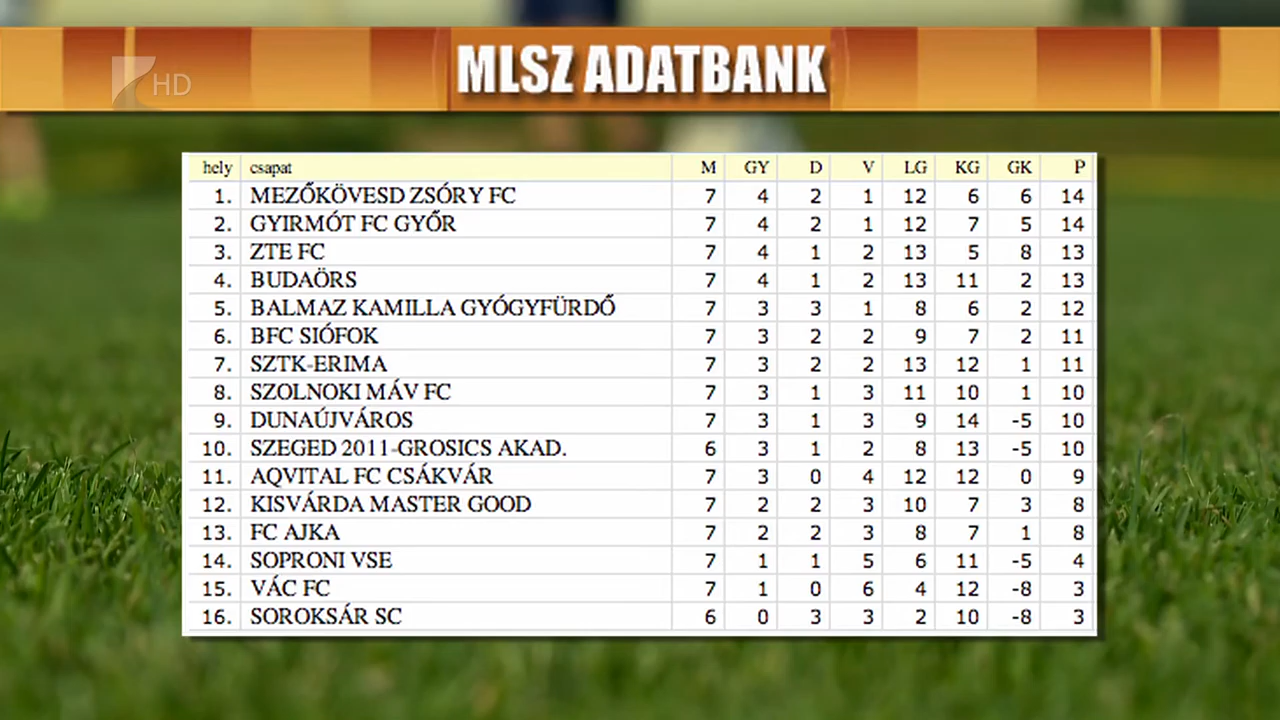 MLSZ ADATBANK
HD
hely csapat M GY D V LG KG GK P
1. MEZŐKÖVESD ZSÓRY FC 7 4 2 1 12 6 6 14
2. GYIRMÓT FC GYŐR 7 4 2 1 12 7 5 14
3. ZTE FC 7 4 1 2 13 5 8 13
4. BUDAÖRS 7 4 1 2 13 11 2 13
5. BALMAZ KAMILLA GYÓGYFÜRDŐ 7 3 3 1 8 6 2 12
6. BFC SIÓFOK 7 3 2 2 9 7 2 11
7. SZTK-ERIMA 7 3 2 2 13 12 1 11
8. SZOLNOKI MÁV FC 7 3 1 3 11 10 1 10
9. DUNAÚJVÁROS 7 3 1 3 9 14 -5 10
10. SZEGED 2011-GROSICS AKAD. 6 3 1 2 8 13 -5 10
11. AQVITAL FC CSÁKVÁR 7 3 0 4 12 12 0 9
12. KISVÁRDA MASTER GOOD 7 2 2 3 10 7 3 8
13. FC AJKA 7 2 2 3 8 7 1 8
14. SOPRONI VSE 7 1 1 5 6 11 -5 4
15. VÁC FC 7 1 0 6 4 12 -8 3
16. SOROKSÁR SC 6 0 3 3 2 10 -8 3